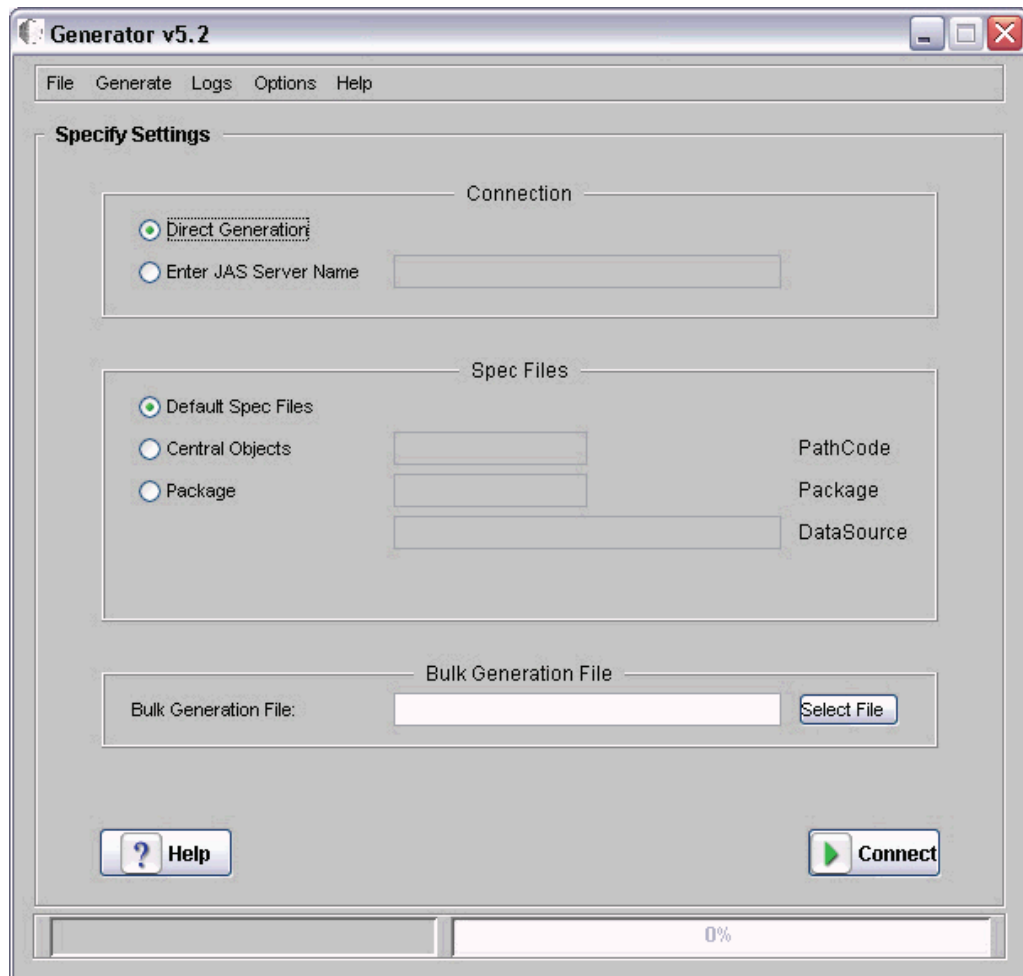 Generator v5.2
File Generate Logs Options Help
Specify Settings
Connection
Direct Generation
Enter JAS Server Name
Spec Files
Default Spec Files
Central Objects PathCode
Package Package
DataSource
Bulk Generation File
Bulk Generation File: Select File
? Help Connect
0%